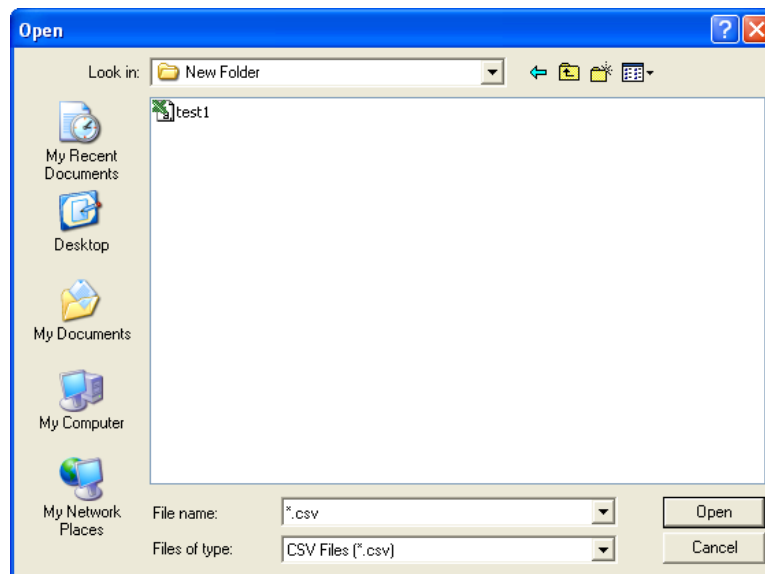 Open
Look in: New Folder
test1
My Recent
Documents
Desktop
My Documents
My Computer
My Network
Places
File name: *.csv Open
Files of type: CSV Files (*.csv) Cancel